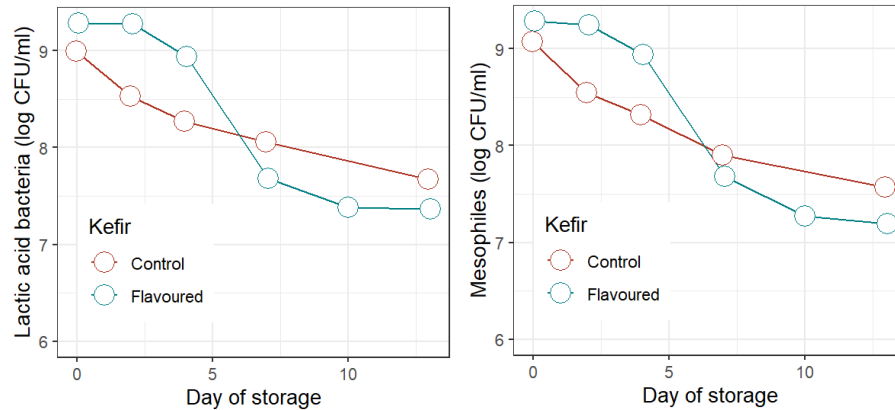 Lactic acid bacteria (log CFU/ml)
9
8
7
6
Kefir
Control
Flavoured
0 5 10
Day of storage
Mesophiles (log CFU/ml)
9
8
7
6
Kefir
Control
Flavoured
0 5 10
Day of storage